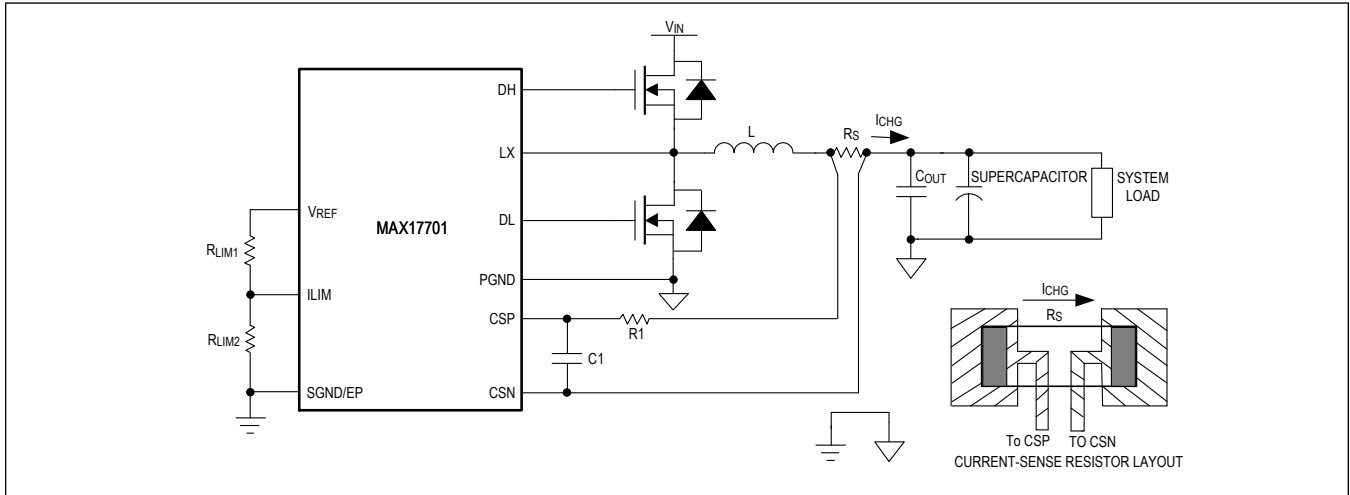 VIN
DH
LX
DL
PGND
CSP
CSN
VREF
ILIM
SGND/EP
MAX17701
RLIM1
RLIM2
L
RS
ICHG
COUT
SUPERCAPACITOR
SYSTEM
LOAD
R1
C1
ICHG
RS
To CSP
TO CSN
CURRENT-SENSE RESISTOR LAYOUT